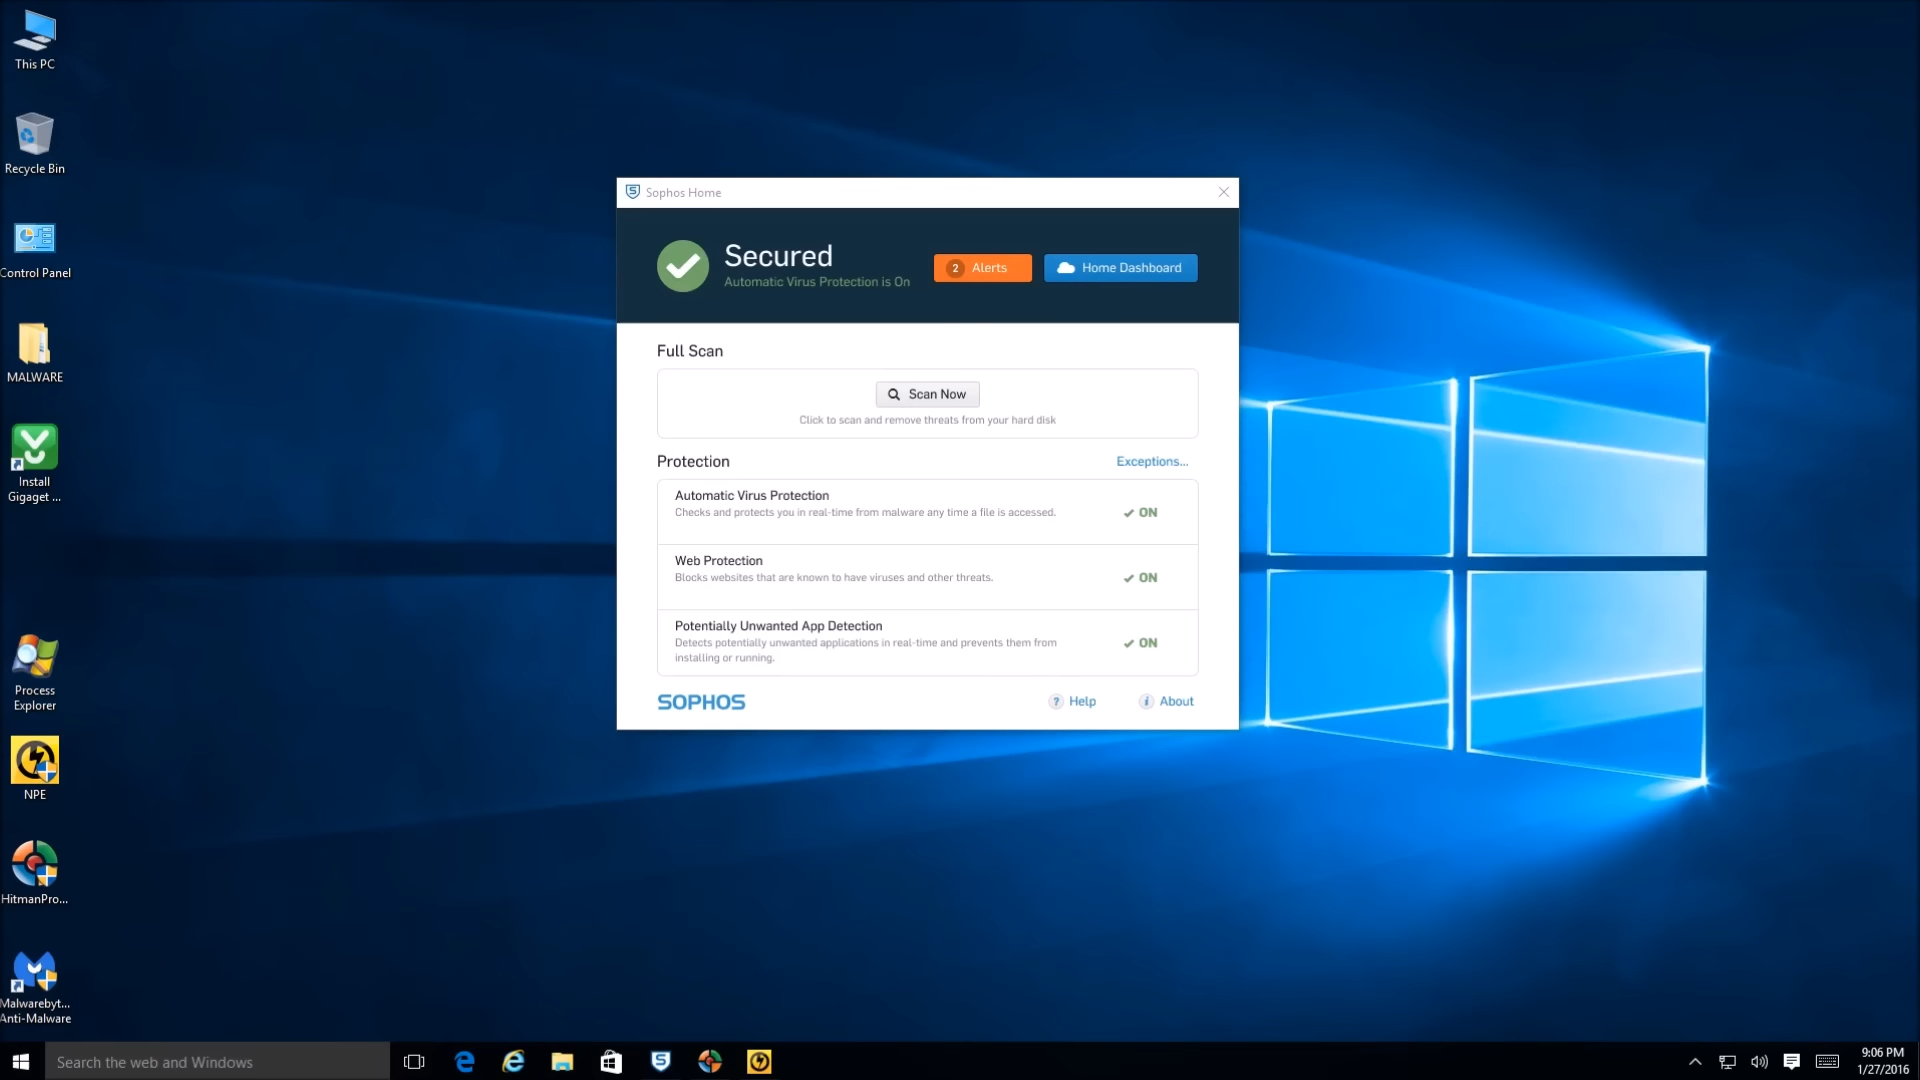 This PC
Recycle Bin
Control Panel
MALWARE
Install
Gigaget ...
Process
Explorer
NPE
HitmanPro...
Malwarebyt...
Anti-Malware
Sophos Home
Secured
Automatic Virus Protection is On
2 Alerts
Home Dashboard
Full Scan
Scan Now
Click to scan and remove threats from your hard disk
Protection
Exceptions...
Automatic Virus Protection
Checks and protects you in real-time from malware any time a file is accessed.
ON
Web Protection
Blocks websites that are known to have viruses and other threats.
ON
Potentially Unwanted App Detection
Detects potentially unwanted applications in real-time and prevents them from
installing or running.
ON
SOPHOS
Help
About
Search the web and Windows
9:06 PM
1/27/2016